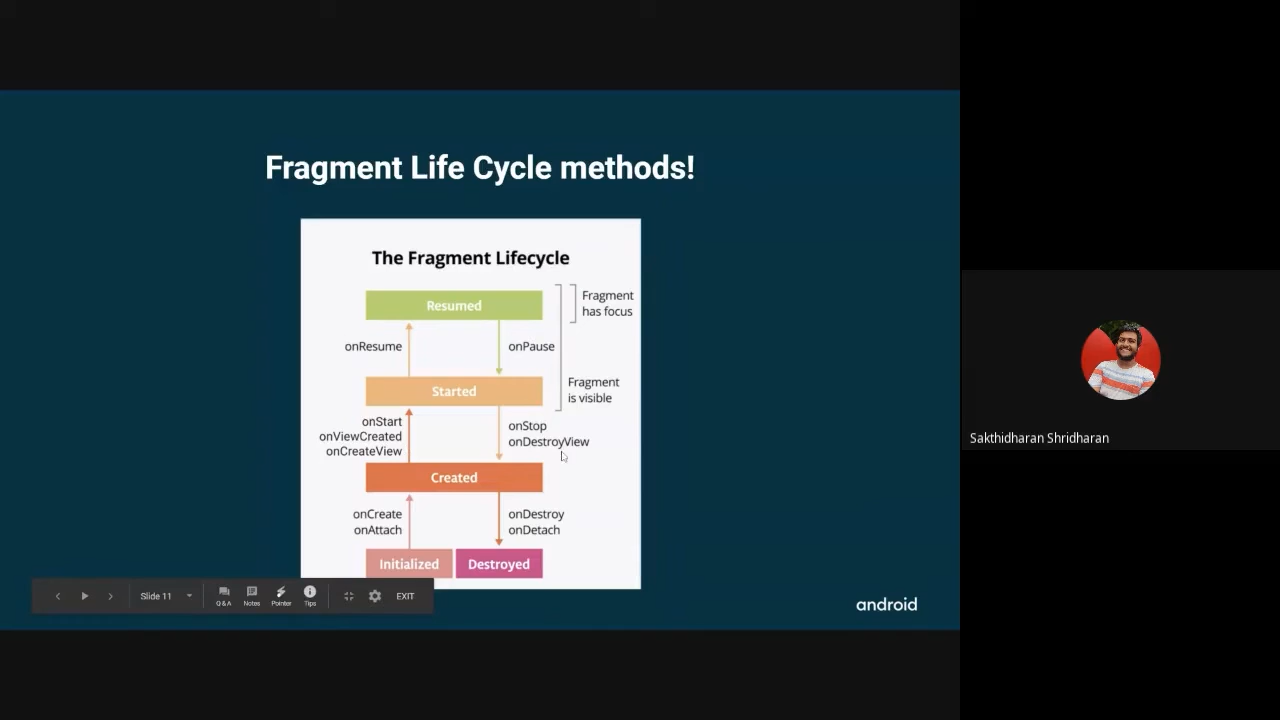 Fragment Life Cycle methods!
The Fragment Lifecycle
Resumed
Fragment
has focus
onResume
onPause
Started
Fragment
is visible
onStart
onViewCreated
onCreateView
onStop
onDestroyView
Created
onCreate
onAttach
onDestroy
onDetach
Initialized
Destroyed
Slide 11
Q&A
Notes
Pointer
Tips
EXIT
android
Sakthidharan Shridharan